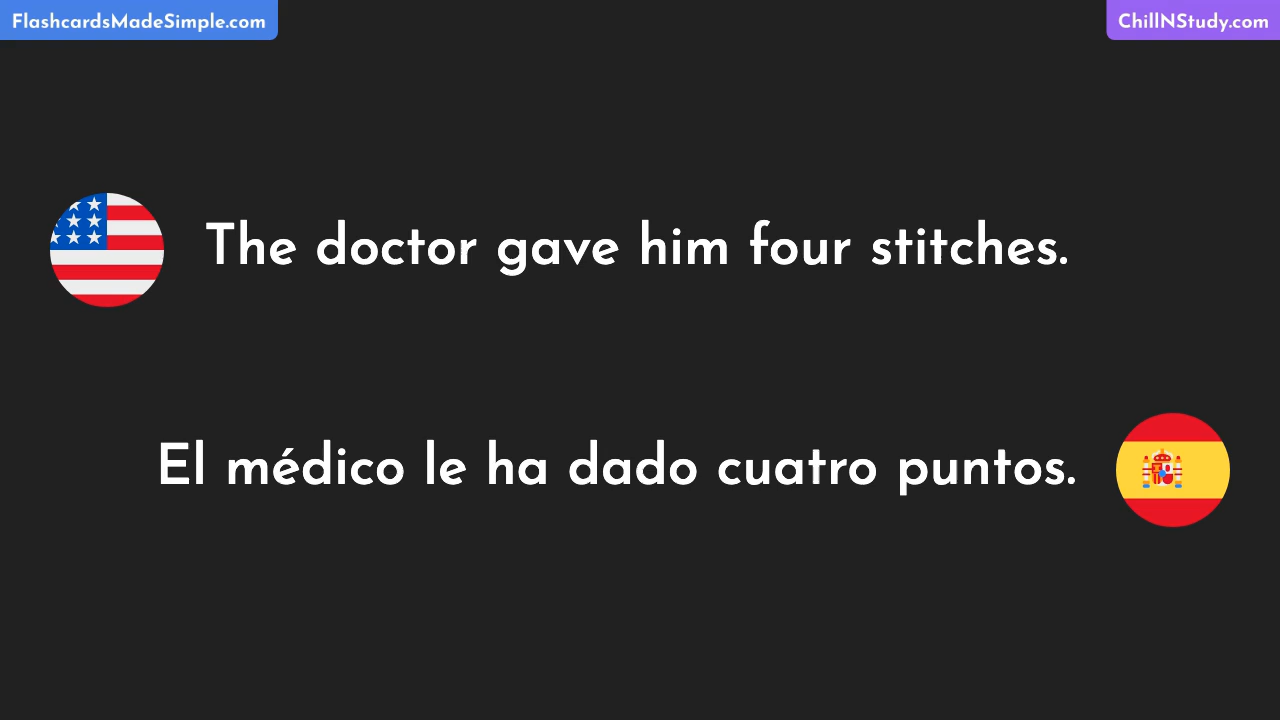 FlashcardsMadeSimple.com
ChillNStudy.com
The doctor gave him four stitches.
El médico le ha dado cuatro puntos.